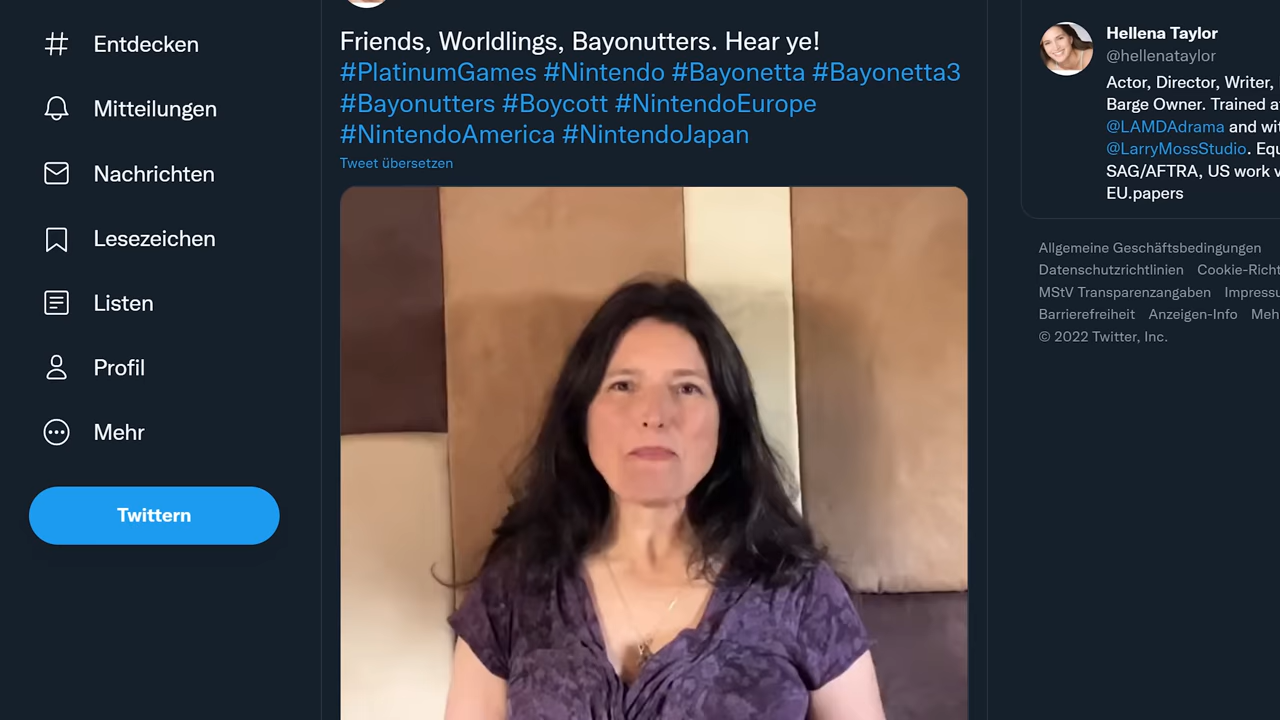 Entdecken
Mitteilungen
Nachrichten
Lesezeichen
Listen
Profil
Mehr
Twittern
Friends, Worldlings, Bayonutters. Hear ye!
#PlatinumGames #Nintendo #Bayonetta #Bayonetta3
#Bayonutters #Boycott #NintendoEurope
#NintendoAmerica #NintendoJapan
Tweet übersetzen
Hellena Taylor
@hellenataylor
Actor, Director, Writer,
Barge Owner. Trained
@LAMDAdrama and
@LarryMossStudio.
SAG/AFTRA, US work
EU.papers
Allgemeine Geschäftsbedingungen
Datenschutzrichtlinien
MStV Transparenzangaben
Barrierefreiheit Anzeigen-Info
© 2022 Twitter, Inc.